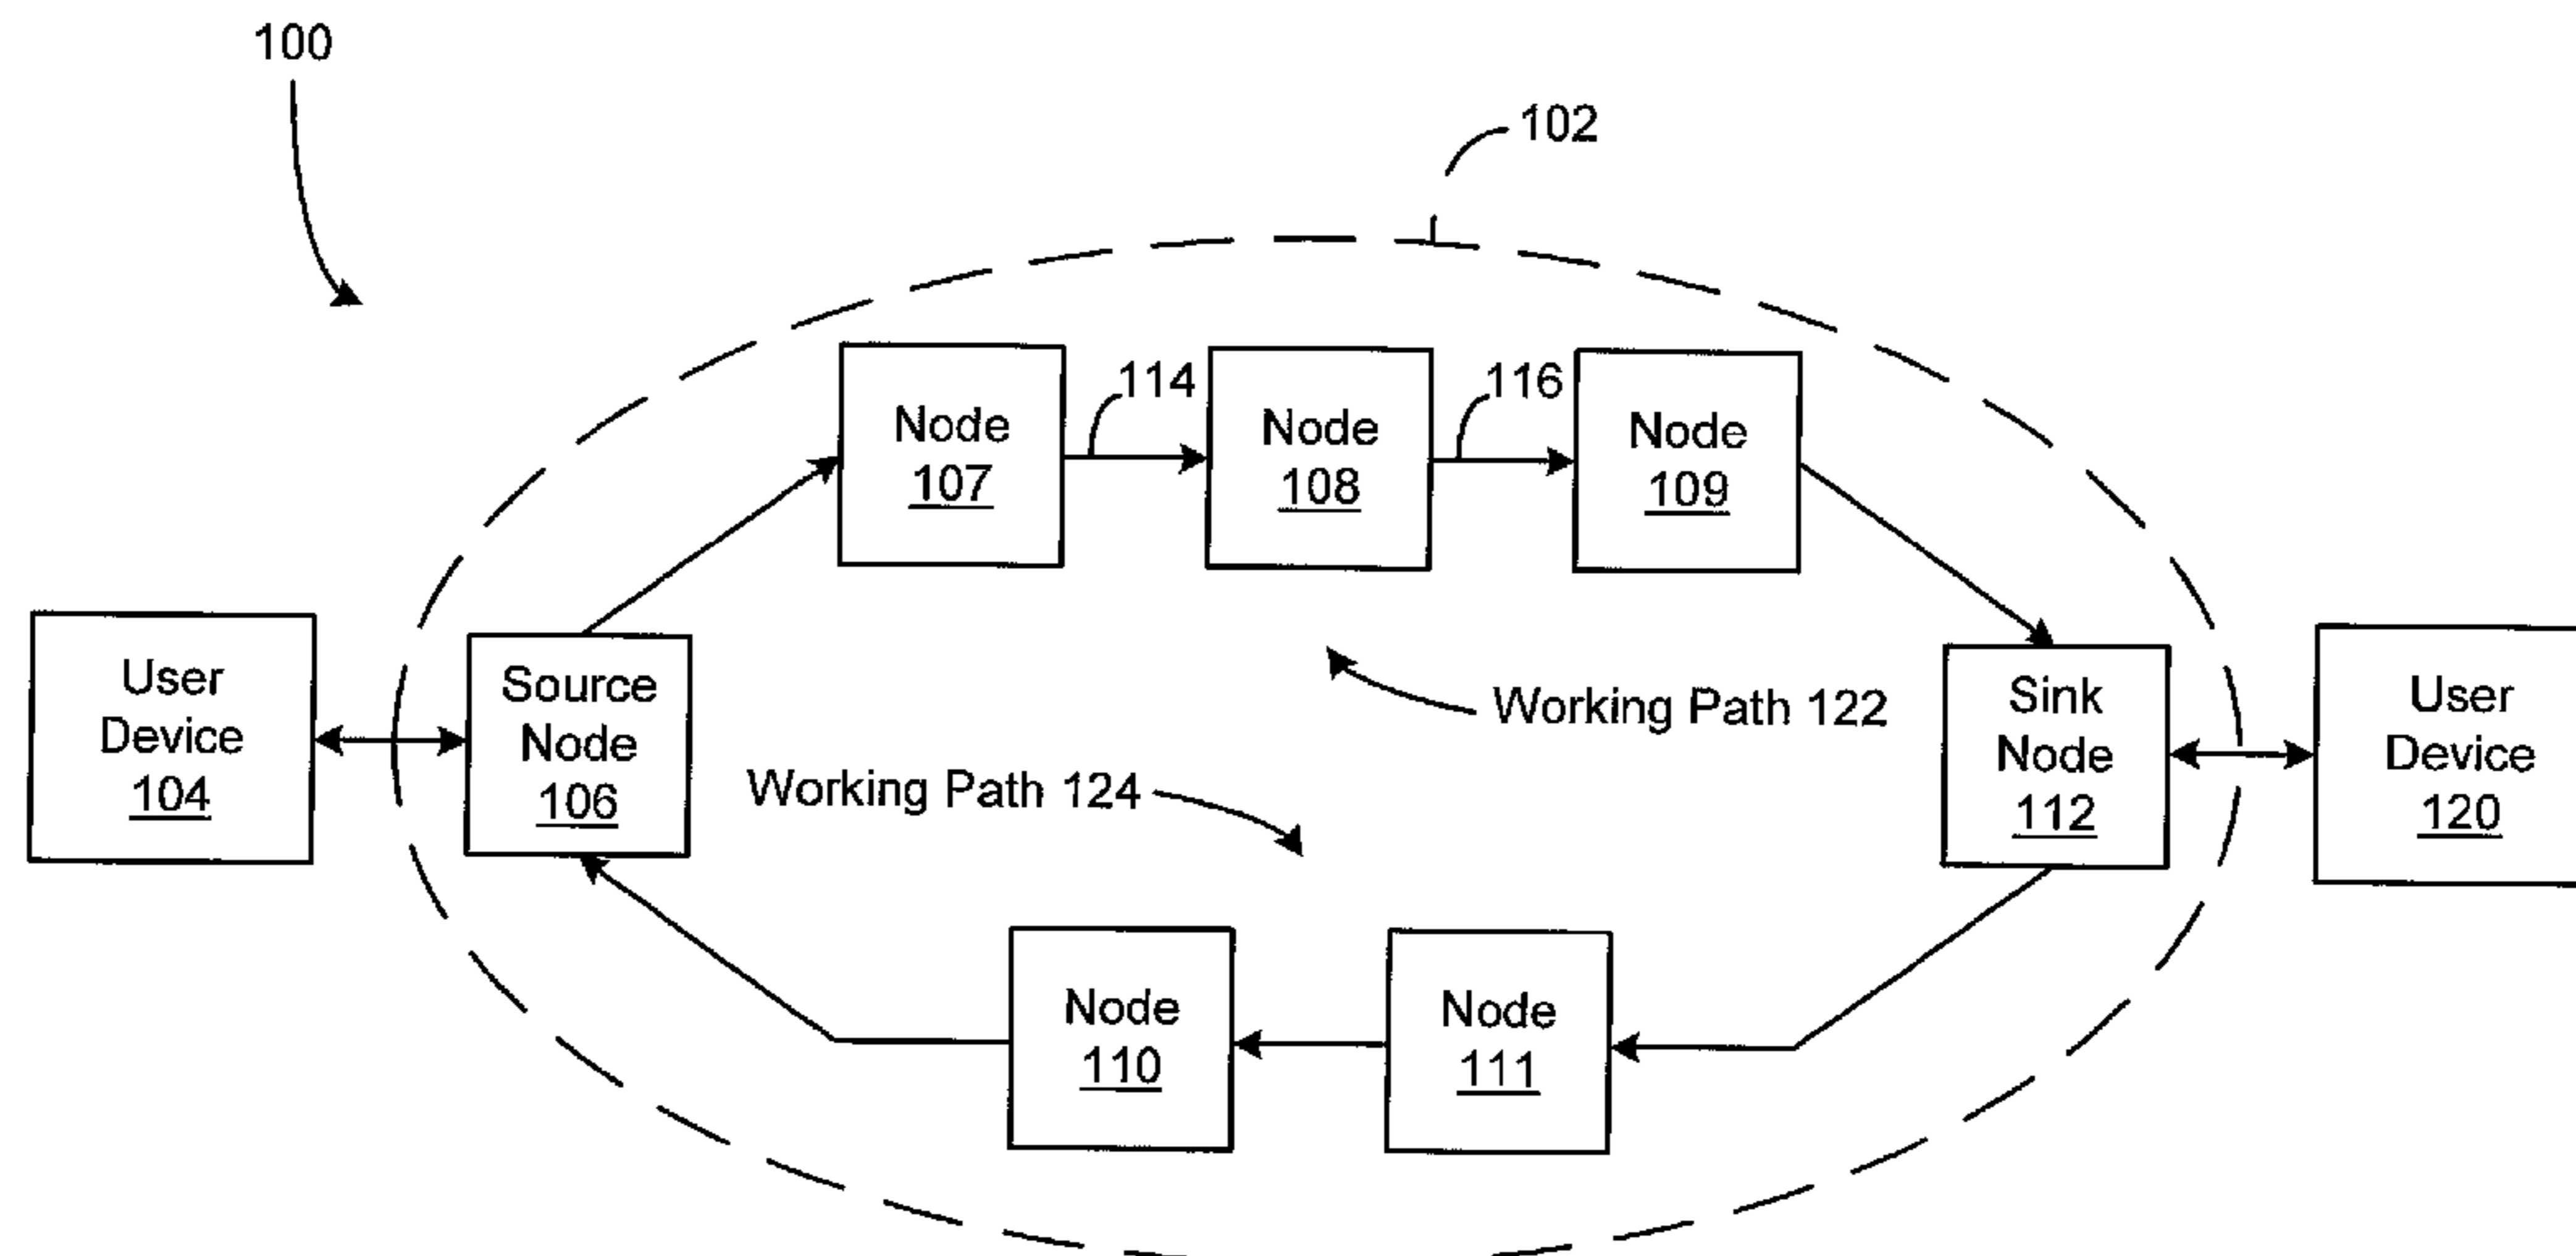 100
102
114
116
Node
107
Node
108
Node
109
User
Device
104
Source
Node
106
Working Path 122
Working Path 124
Sink
Node
112
User
Device
120
Node
110
Node
111